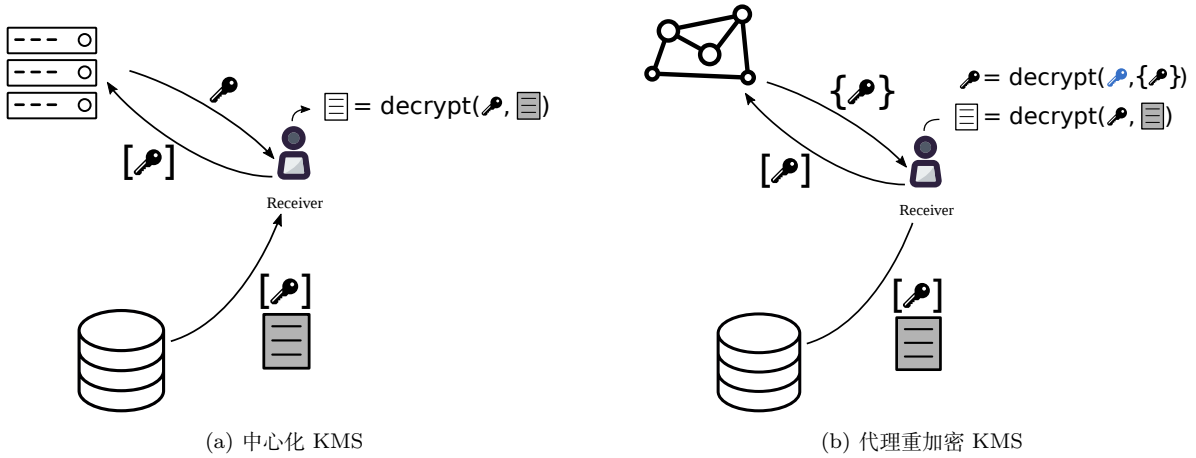 = decrypt( , )
Receiver
[ ]
[ ]
(a) 中心化 KMS
{ }
= decrypt( ,{ })
= decrypt( , )
[ ]
Receiver
[ ]
(b) 代理重加密 KMS